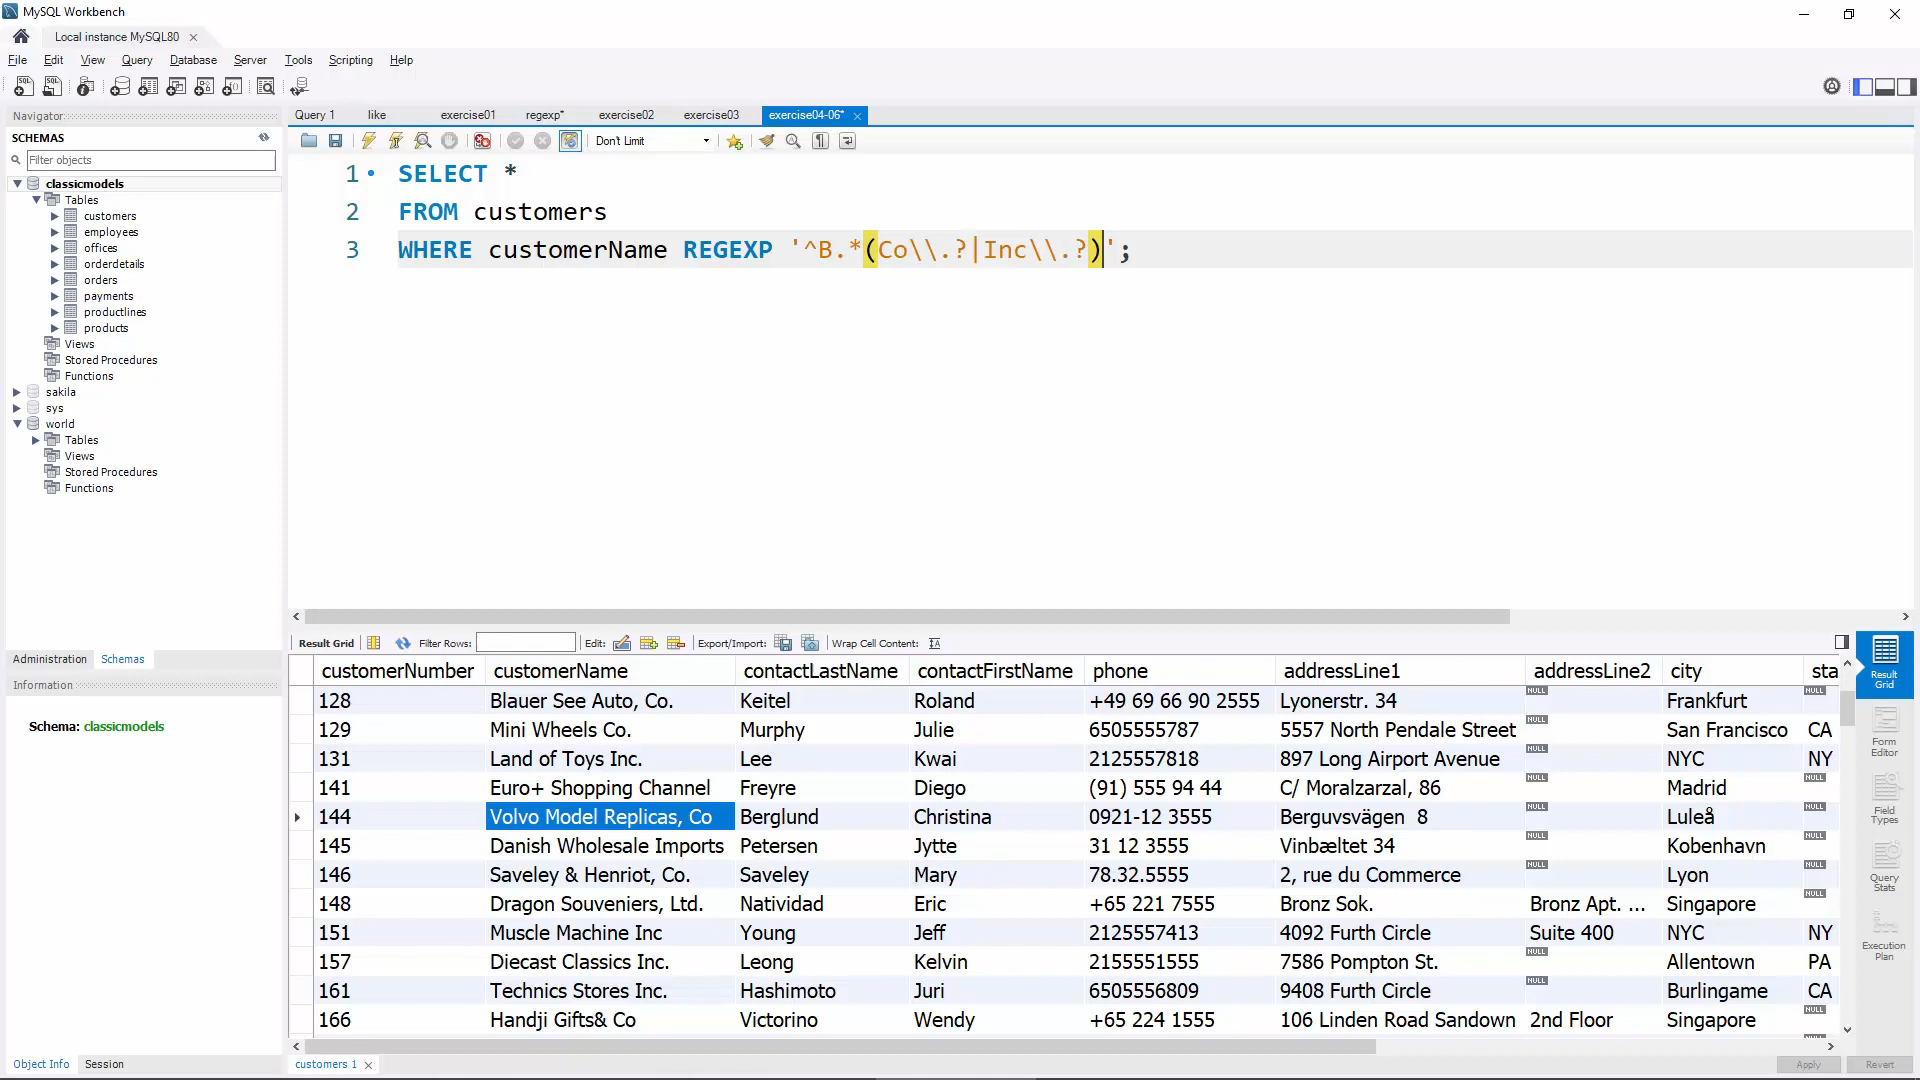 MySQL Workbench
Local instance MySQL80
File Edit View Query Database Server Tools Scripting Help
Navigator
SCHEMAS
Filter objects
classicmodels
Tables
customers
employees
offices
orderdetails
orders
payments
productlines
products
Views
Stored Procedures
Functions
sakila
sys
world
Tables
Views
Stored Procedures
Functions
Administration Schemas
Information
Schema: classicmodels
Object Info Session
Query 1 like exercise01 regexp* exercise02 exercise03 exercise04-06*
Don't Limit
1 SELECT *
2 FROM customers
3 WHERE customerName REGEXP '^B.*(Co\\.?|Inc\\.?)';
Result Grid Filter Rows: Edit: Export/Import: Wrap Cell Content:
customerNumber customerName contactLastName contactFirstName phone addressLine1 addressLine2 city sta
128 Blauer See Auto, Co. Keitel Roland +49 69 66 90 2555 Lyonerstr. 34 NULL Frankfurt NULL
129 Mini Wheels Co. Murphy Julie 6505555787 5557 North Pendale Street NULL San Francisco CA
131 Land of Toys Inc. Lee Kwai 2125557818 897 Long Airport Avenue NULL NYC NY
141 Euro+ Shopping Channel Freyre Diego (91) 555 94 44 C/ Moralzarzal, 86 NULL Madrid NULL
144 Volvo Model Replicas, Co Berglund Christina 0921-12 3555 Berguvsvägen 8 NULL Luleå NULL
145 Danish Wholesale Imports Petersen Jytte 31 12 3555 Vinbæltet 34 NULL Kobenhavn NULL
146 Saveley & Henriot, Co. Saveley Mary 78.32.5555 2, rue du Commerce NULL Lyon NULL
148 Dragon Souveniers, Ltd. Natividad Eric +65 221 7555 Bronz Sok. Bronz Apt. ... Singapore NULL
151 Muscle Machine Inc Young Jeff 2125557413 4092 Furth Circle Suite 400 NYC NY
157 Diecast Classics Inc. Leong Kelvin 2155551555 7586 Pompton St. NULL Allentown PA
161 Technics Stores Inc. Hashimoto Juri 6505556809 9408 Furth Circle NULL Burlingame CA
166 Handji Gifts& Co Victorino Wendy +65 224 1555 106 Linden Road Sandown 2nd Floor Singapore NULL
customers 1
Apply Revert
Result
Grid
Form
Editor
Field
Types
Query
Stats
Execution
Plan